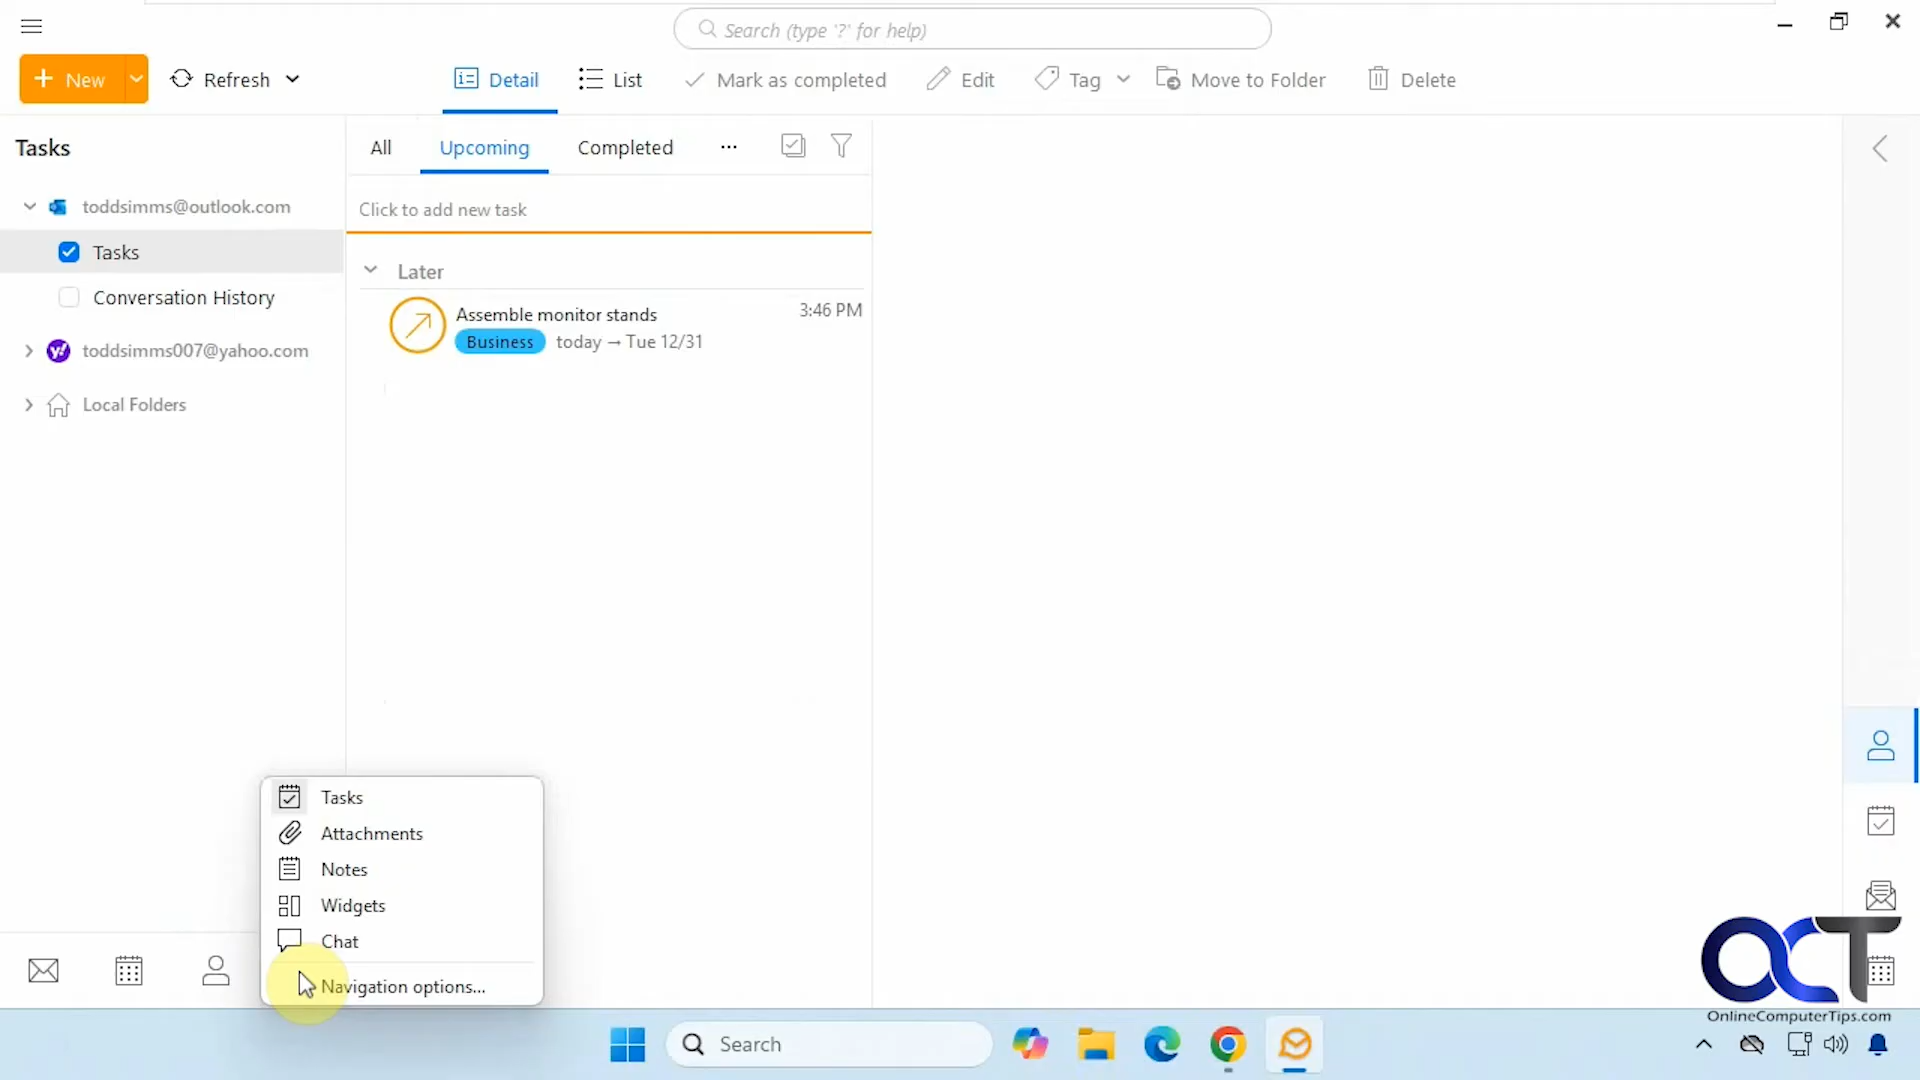 Search (type '?' for help)
New
Refresh
Detail
List
Mark as completed
Edit
Tag
Move to Folder
Delete
Tasks
toddsimms@outlook.com
Tasks
Conversation History
toddsimms007@yahoo.com
Local Folders
All
Upcoming
Completed
...
Click to add new task
Later
Assemble monitor stands
3:46 PM
Business today → Tue 12/31
Tasks
Attachments
Notes
Widgets
Chat
Navigation options...
OCT
OnlineComputerTips.com
Search